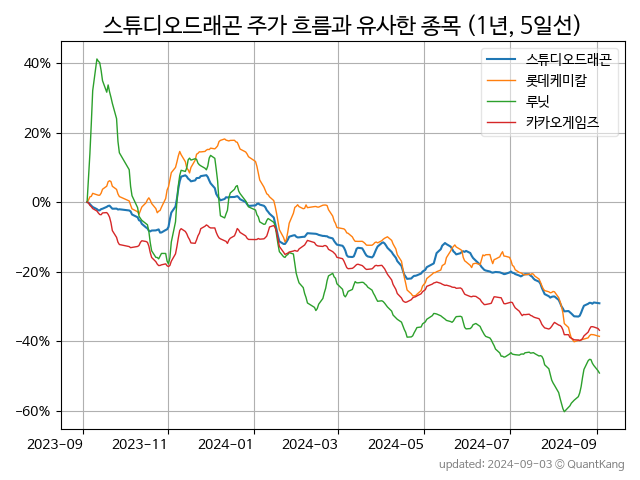 스튜디오드래곤 주가 흐름과 유사한 종목 (1년, 5일선)
스튜디오드래곤
롯데케미칼
루닛
카카오게임즈
40%
20%
0%
−20%
−40%
−60%
2023-09 2023-11 2024-01 2024-03 2024-05 2024-07 2024-09
updated: 2024-09-03 © QuantKang